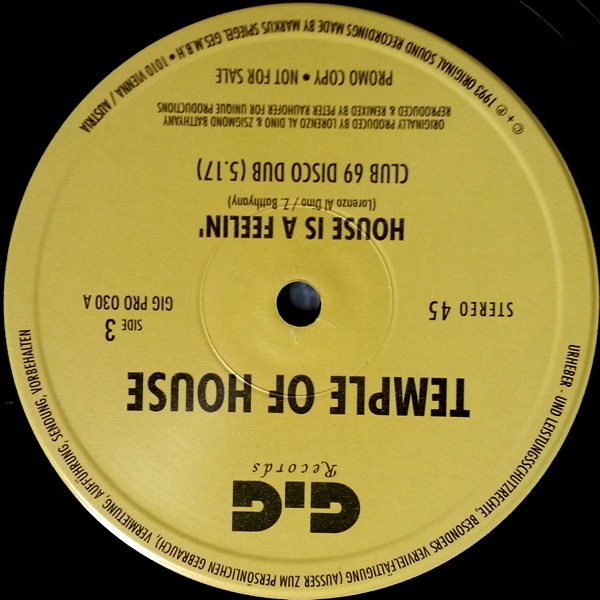 GiG
Records
TEMPLE OF HOUSE
STEREO 45
SIDE 3
GIG PRO 030 A
HOUSE IS A FEELIN'
(Lorenzo Al Dino / Z. Batthyany)
CLUB 69 DISCO DUB (5.17)
ORIGINALLY PRODUCED BY LORENZO AL DINO & ZSIGMOND BATTHYANY
REPRODUCED & REMIXED BY PETER RAUHOFER FOR UNIQUE PRODUCTIONS
PROMO COPY • NOT FOR SALE
URHEBER - UND LEISTUNGSSCHUTZRECHTE, BESONDERS VERVIELFÄLTIGUNG (AUSSER ZUM PERSÖNLICHEN GEBRAUCH), VERMIETUNG, AUFFÜHRUNG, SENDUNG, VORBEHALTEN
© + ℗ 1993 ORIGINAL SOUND RECORDINGS MADE BY MARKUS SPIEGEL GES.M.B.H • 1010 VIENNA / AUSTRIA